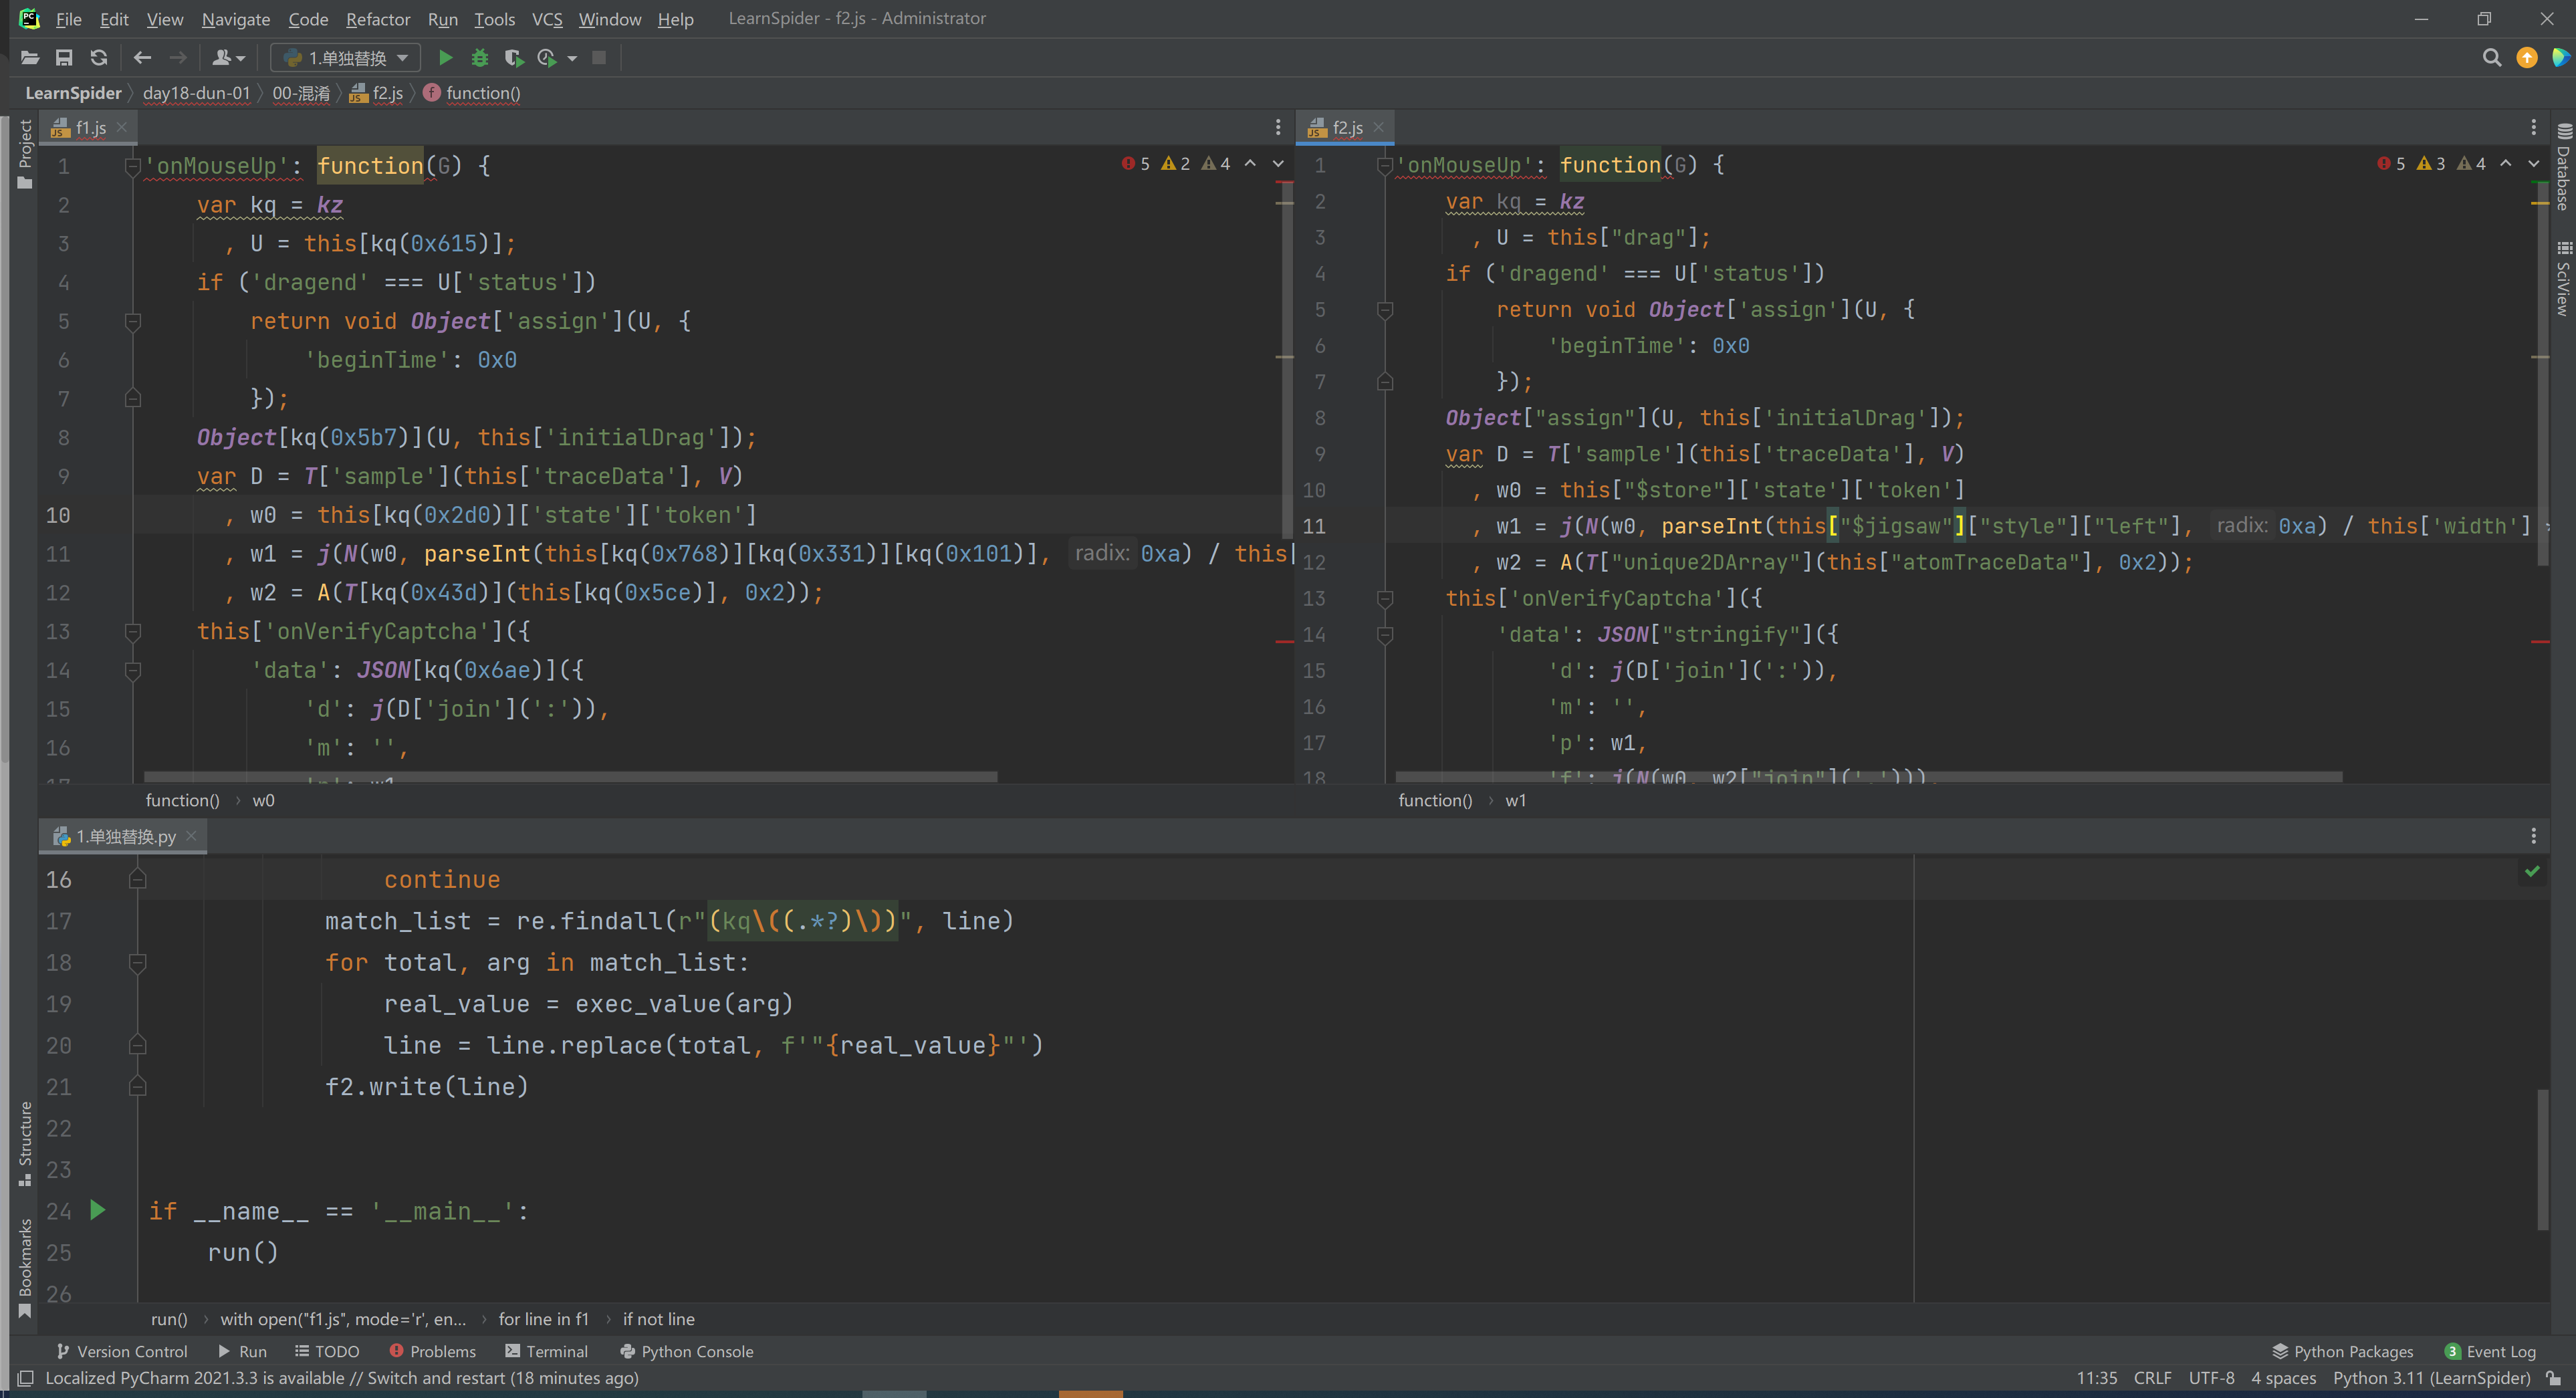 File Edit View Navigate Code Refactor Run Tools VCS Window Help LearnSpider - f2.js - Administrator
1.单独替换
LearnSpider day18-dun-01 00-混淆 f2.js function()
Project
f1.js
5 2 4
1 'onMouseUp': function(G) {
2 var kq = kz
3 , U = this[kq(0x615)];
4 if ('dragend' === U['status'])
5 return void Object['assign'](U, {
6 'beginTime': 0x0
7 });
8 Object[kq(0x5b7)](U, this['initialDrag']);
9 var D = T['sample'](this['traceData'], V)
10 , w0 = this[kq(0x2d0)]['state']['token']
11 , w1 = j(N(w0, parseInt(this[kq(0x768)][kq(0x331)][kq(0x101)], radix: 0xa) / this[
12 , w2 = A(T[kq(0x43d)](this[kq(0x5ce)], 0x2));
13 this['onVerifyCaptcha']({
14 'data': JSON[kq(0x6ae)]({
15 'd': j(D['join'](':')),
16 'm': '',
function() w0
f2.js
5 3 4
1 'onMouseUp': function(G) {
2 var kq = kz
3 , U = this["drag"];
4 if ('dragend' === U['status'])
5 return void Object['assign'](U, {
6 'beginTime': 0x0
7 });
8 Object["assign"](U, this['initialDrag']);
9 var D = T['sample'](this['traceData'], V)
10 , w0 = this["$store"]['state']['token']
11 , w1 = j(N(w0, parseInt(this["$jigsaw"]["style"]["left"], radix: 0xa) / this['width']
12 , w2 = A(T["unique2DArray"](this["atomTraceData"], 0x2));
13 this['onVerifyCaptcha']({
14 'data': JSON["stringify"]({
15 'd': j(D['join'](':')),
16 'm': '',
17 'p': w1,
18 'f': j(N(w0, w2["join"]
function() w1
Database
SciView
1.单独替换.py
16 continue
17 match_list = re.findall(r"(kq\((.*?)\))", line)
18 for total, arg in match_list:
19 real_value = exec_value(arg)
20 line = line.replace(total, f'"{real_value}"')
21 f2.write(line)
22
23
24 if __name__ == '__main__':
25 run()
26
Structure
Bookmarks
run() with open("f1.js", mode='r', en... for line in f1 if not line
Version Control Run TODO Problems Terminal Python Console Python Packages 3 Event Log
Localized PyCharm 2021.3.3 is available // Switch and restart (18 minutes ago) 11:35 CRLF UTF-8 4 spaces Python 3.11 (LearnSpider)